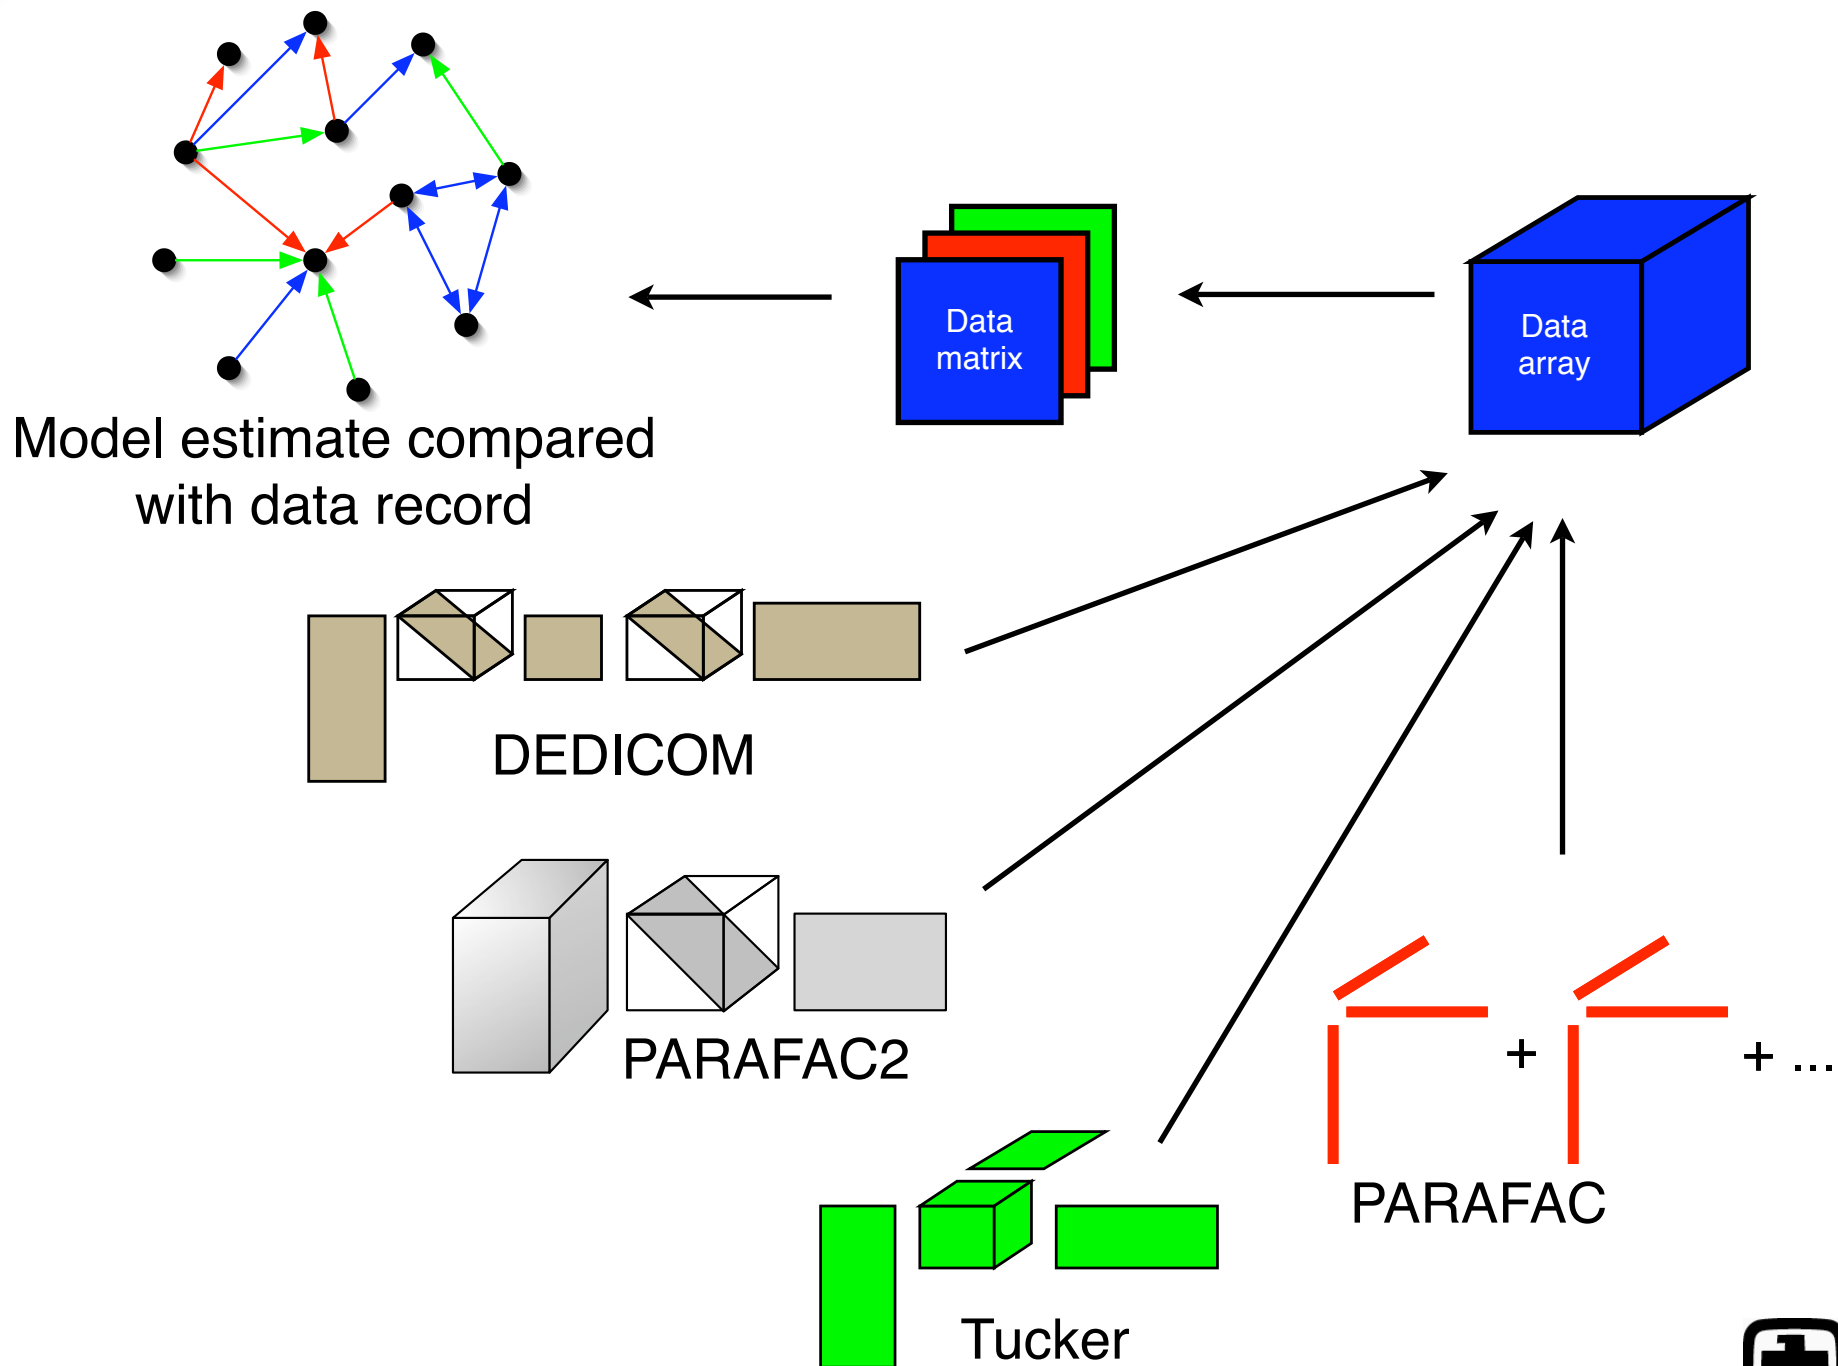 Data
matrix
Data
array
Model estimate compared
with data record
DEDICOM
PARAFAC2
+
+ ...
PARAFAC
Tucker